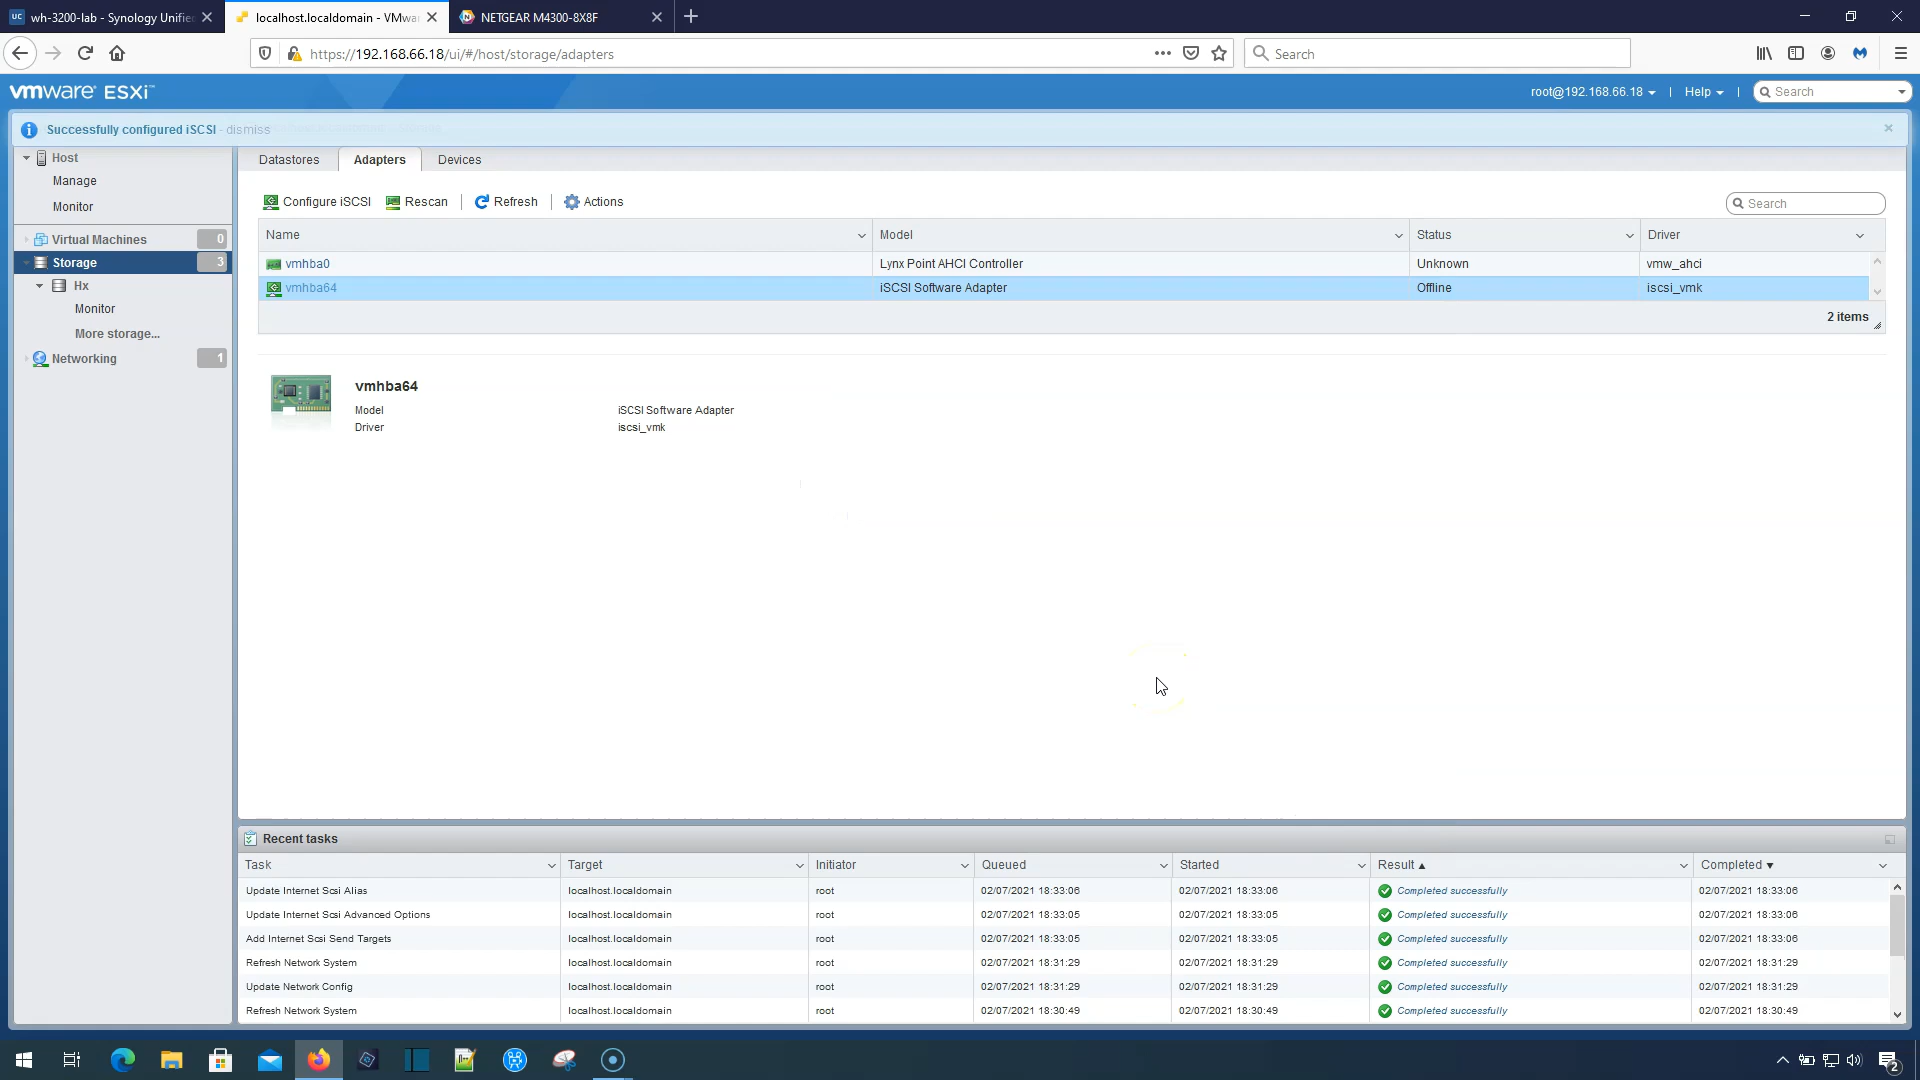 wh-3200-lab - Synology Unifie
localhost.localdomain - VMwa
NETGEAR M4300-8X8F
https://192.168.66.18/ui/#/host/storage/adapters
Search
vmware ESXi
root@192.168.66.18 | Help | Search
Successfully configured iSCSI - dismiss
Host
Manage
Monitor
Virtual Machines 0
Storage 3
Hx
Monitor
More storage...
Networking 1
Datastores Adapters Devices
Configure iSCSI Rescan | Refresh | Actions
Search
Name Model Status Driver
vmhba0 Lynx Point AHCI Controller Unknown vmw_ahci
vmhba64 iSCSI Software Adapter Offline iscsi_vmk
2 items
vmhba64
Model iSCSI Software Adapter
Driver iscsi_vmk
Recent tasks
Task Target Initiator Queued Started Result Completed
Update Internet Scsi Alias localhost.localdomain root 02/07/2021 18:33:06 02/07/2021 18:33:06 Completed successfully 02/07/2021 18:33:06
Update Internet Scsi Advanced Options localhost.localdomain root 02/07/2021 18:33:05 02/07/2021 18:33:05 Completed successfully 02/07/2021 18:33:06
Add Internet Scsi Send Targets localhost.localdomain root 02/07/2021 18:33:05 02/07/2021 18:33:05 Completed successfully 02/07/2021 18:33:06
Refresh Network System localhost.localdomain root 02/07/2021 18:31:29 02/07/2021 18:31:29 Completed successfully 02/07/2021 18:31:29
Update Network Config localhost.localdomain root 02/07/2021 18:31:29 02/07/2021 18:31:29 Completed successfully 02/07/2021 18:31:29
Refresh Network System localhost.localdomain root 02/07/2021 18:30:49 02/07/2021 18:30:49 Completed successfully 02/07/2021 18:30:49
2